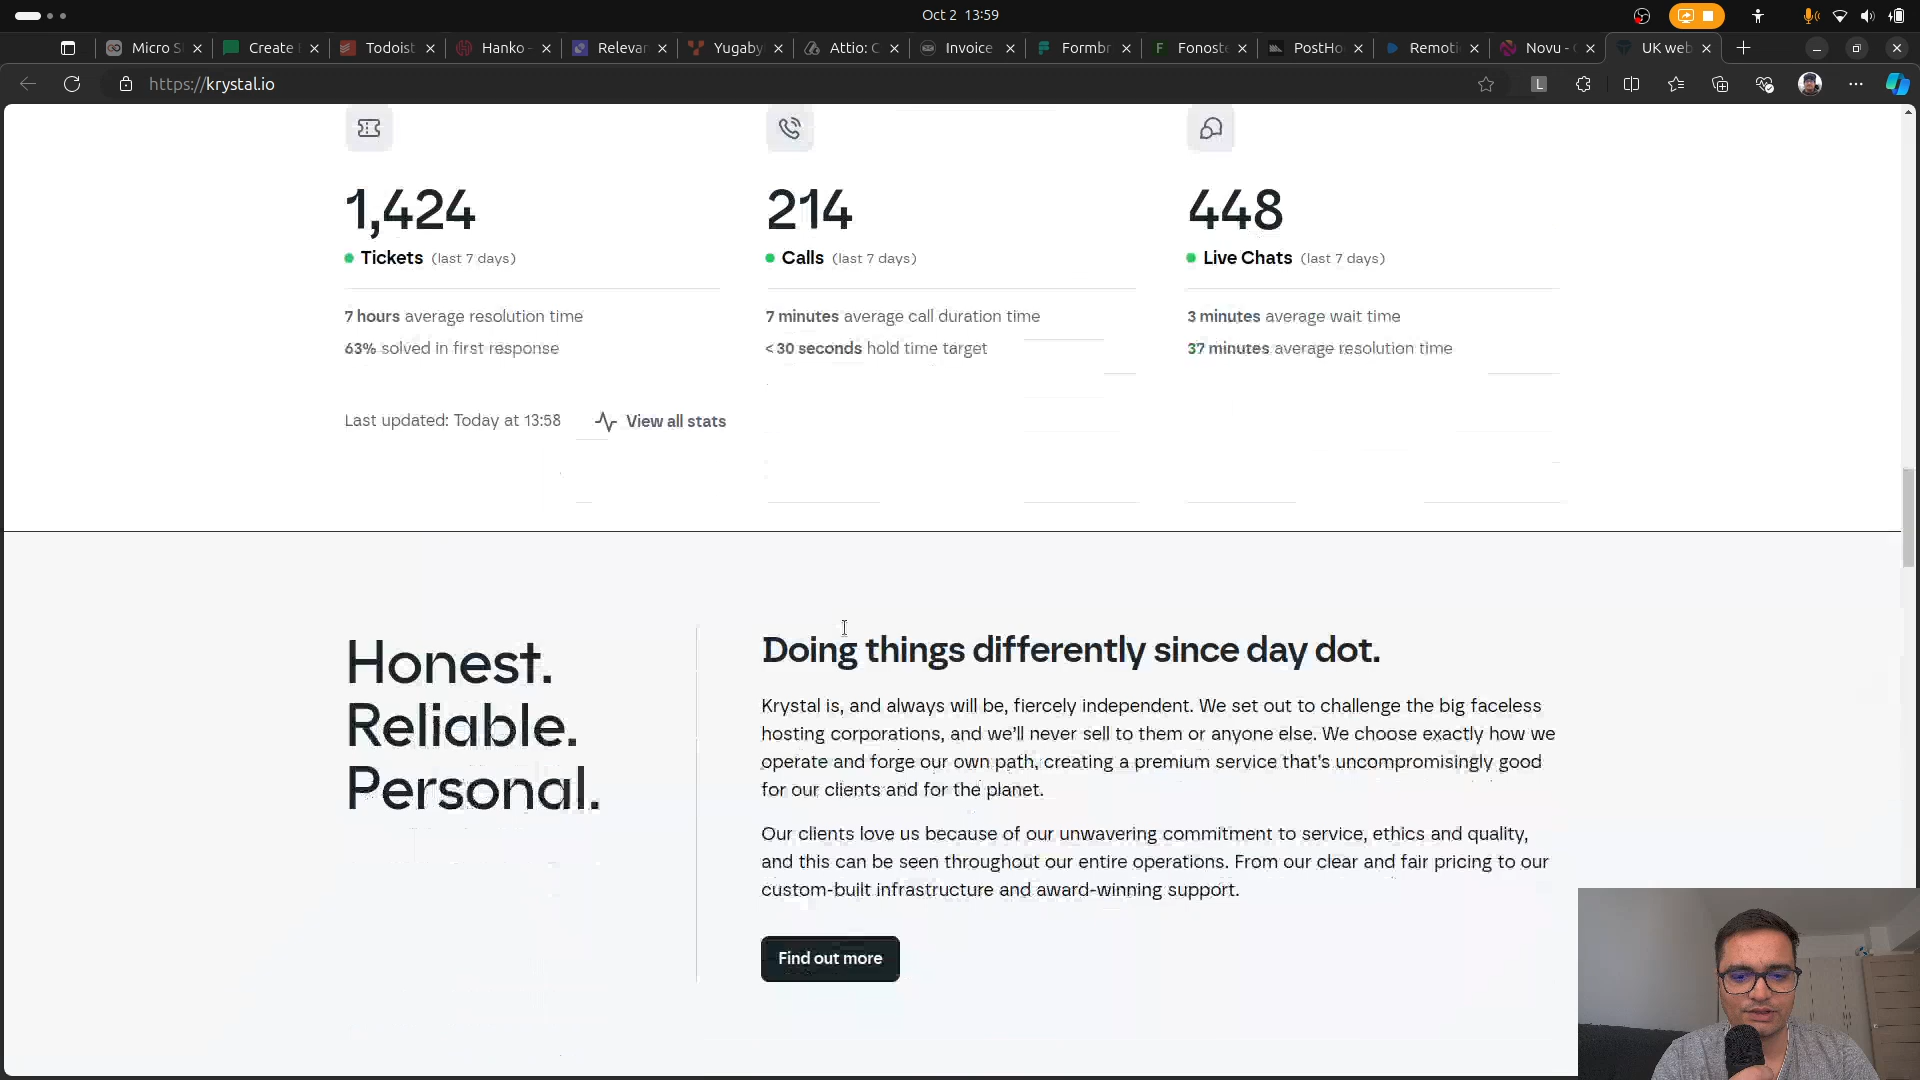 Oct 2 13:59
Micro S
Create
Todoist
Hanko -
Relevan
Yugaby
Attio: C
Invoice
Formbr
Fonoste
PostHo
Remoti
Novu - C
UK web
https://krystal.io
L
1,424
214
448
Tickets (last 7 days)
Calls (last 7 days)
Live Chats (last 7 days)
7 hours average resolution time
7 minutes average call duration time
3 minutes average wait time
63% solved in first response
< 30 seconds hold time target
37 minutes average resolution time
Last updated: Today at 13:58
View all stats
Honest.
Reliable.
Personal.
Doing things differently since day dot.
Krystal is, and always will be, fiercely independent. We set out to challenge the big faceless
hosting corporations, and we'll never sell to them or anyone else. We choose exactly how we
operate and forge our own path, creating a premium service that's uncompromisingly good
for our clients and for the planet.
Our clients love us because of our unwavering commitment to service, ethics and quality,
and this can be seen throughout our entire operations. From our clear and fair pricing to our
custom-built infrastructure and award-winning support.
Find out more